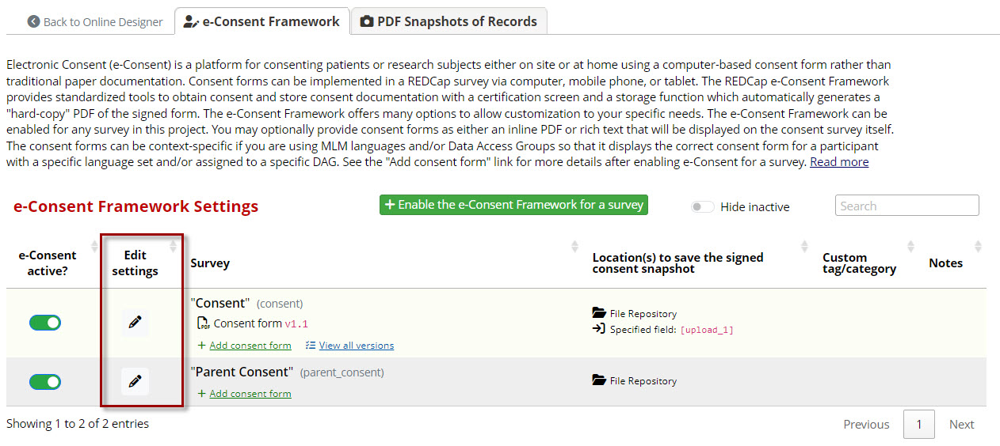 Back to Online Designer
e-Consent Framework
PDF Snapshots of Records
Electronic Consent (e-Consent) is a platform for consenting patients or research subjects either on site or at home using a computer-based consent form rather than
traditional paper documentation. Consent forms can be implemented in a REDCap survey via computer, mobile phone, or tablet. The REDCap e-Consent Framework
provides standardized tools to obtain consent and store consent documentation with a certification screen and a storage function which automatically generates a
"hard-copy" PDF of the signed form. The e-Consent Framework offers many options to allow customization to your specific needs. The e-Consent Framework can be
enabled for any survey in this project. You may optionally provide consent forms as either an inline PDF or rich text that will be displayed on the consent survey itself.
The consent forms can be context-specific if you are using MLM languages and/or Data Access Groups so that it displays the correct consent form for a participant
with a specific language set and/or assigned to a specific DAG. See the "Add consent form" link for more details after enabling e-Consent for a survey. Read more
e-Consent Framework Settings
+ Enable the e-Consent Framework for a survey
Hide inactive
Search
e-Consent
active?
Edit
settings
Survey
Location(s) to save the signed
consent snapshot
Custom
tag/category
Notes
"Consent" (consent)
PDF Consent form v1.1
+ Add consent form View all versions
File Repository
Specified field: [upload_1]
"Parent Consent" (parent_consent)
+ Add consent form
File Repository
Showing 1 to 2 of 2 entries
Previous 1 Next